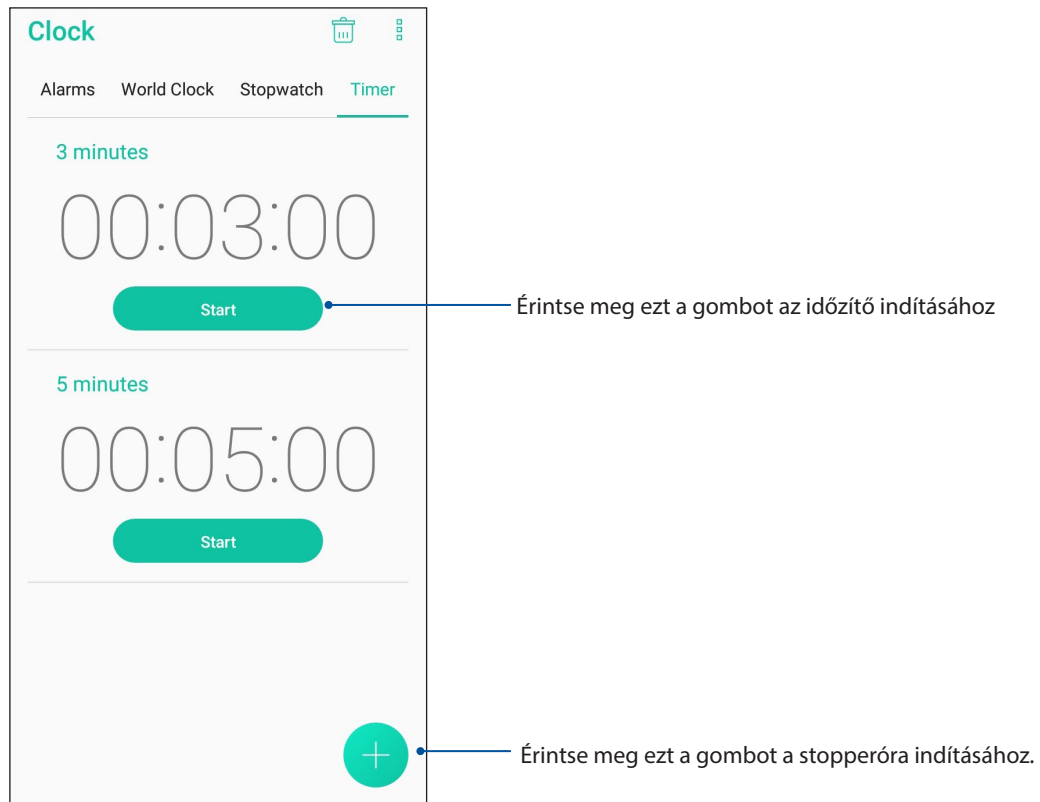 Clock
Alarms World Clock Stopwatch Timer
3 minutes
00:03:00
Start
Érintse meg ezt a gombot az időzítő indításához
5 minutes
00:05:00
Start
Érintse meg ezt a gombot a stopperóra indításához.